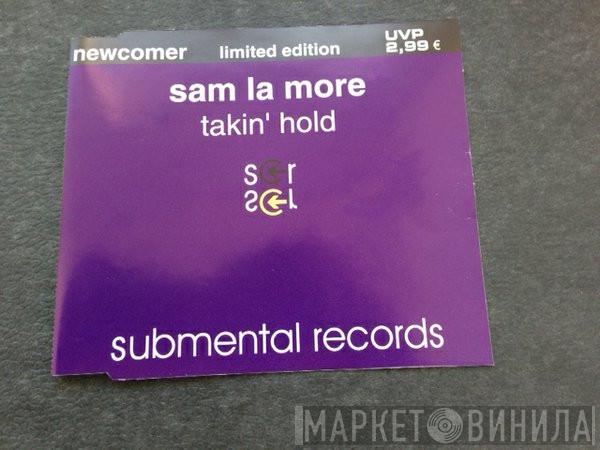 newcomer limited edition UVP 2,99 €
sam la more
takin' hold
submental records
МАРКЕТ ВИНИЛА